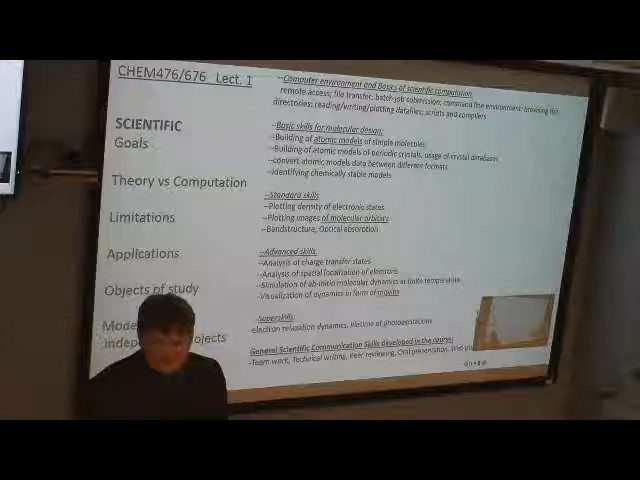 CHEM476/676 Lect. 1
SCIENTIFIC
Goals
Theory vs Computation
Limitations
Applications
Objects of study
Mode
indep rojects
--Computer environment and Basics of scientific computation
remote access; file transfer; batch job submission; command line environment: browsing the
directories; reading/writing/plotting datafiles; scripts and compilers
--Basic skills for molecular design:
--Building of atomic models of simple molecules
--Building of atomic models of periodic crystals, usage of crystal databases
--convert atomic models data between different formats
--Identifying chemically stable models
--Standard skills
--Plotting density of electronic states
--Plotting images of molecular orbitals
--Bandstructure, Optical absorption
--Advanced skills
--Analysis of charge transfer states
--Analysis of spatial localization of electrons
--Simulation of ab-initio molecular dynamics at finite temperature
--Visualization of dynamics in form of movies
--Superskills
electron relaxation dynamics, lifetime of photoexcitations
General Scientific Communication Skills developed in the course:
-Team work, Technical writing, Peer reviewing, Oral presentation, Web